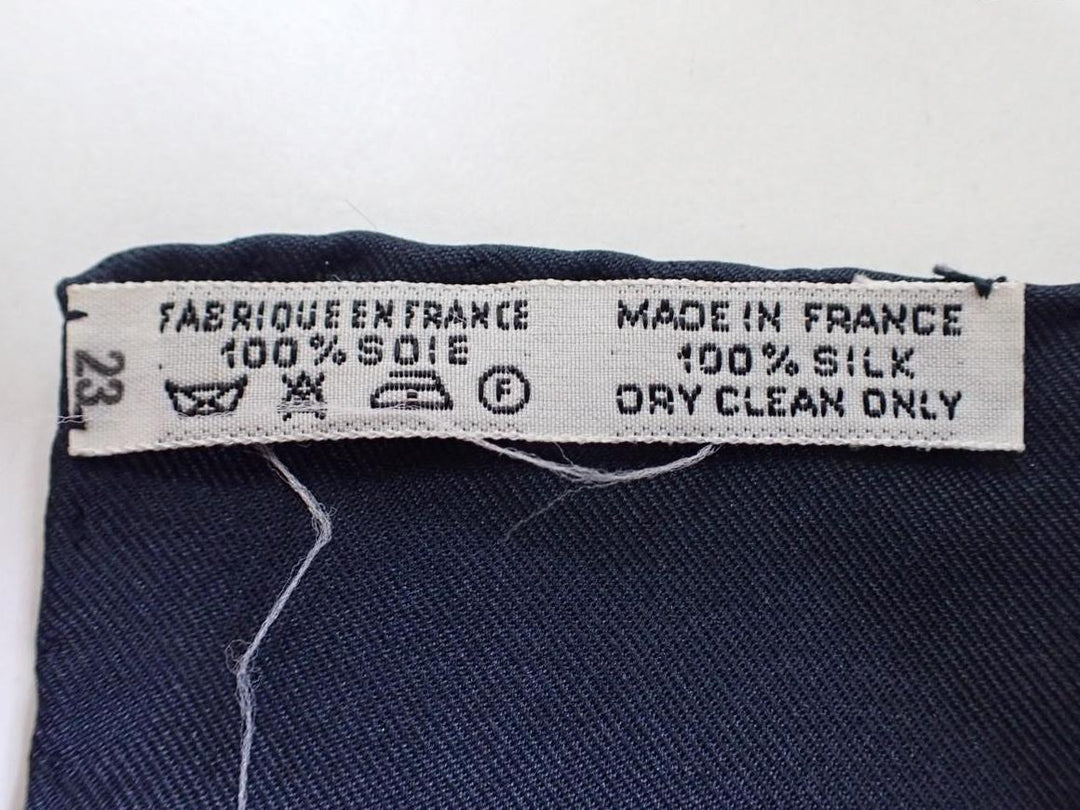 FABRIQUE EN FRANCE
100% SOIE
F
MADE IN FRANCE
100% SILK
DRY CLEAN ONLY
23